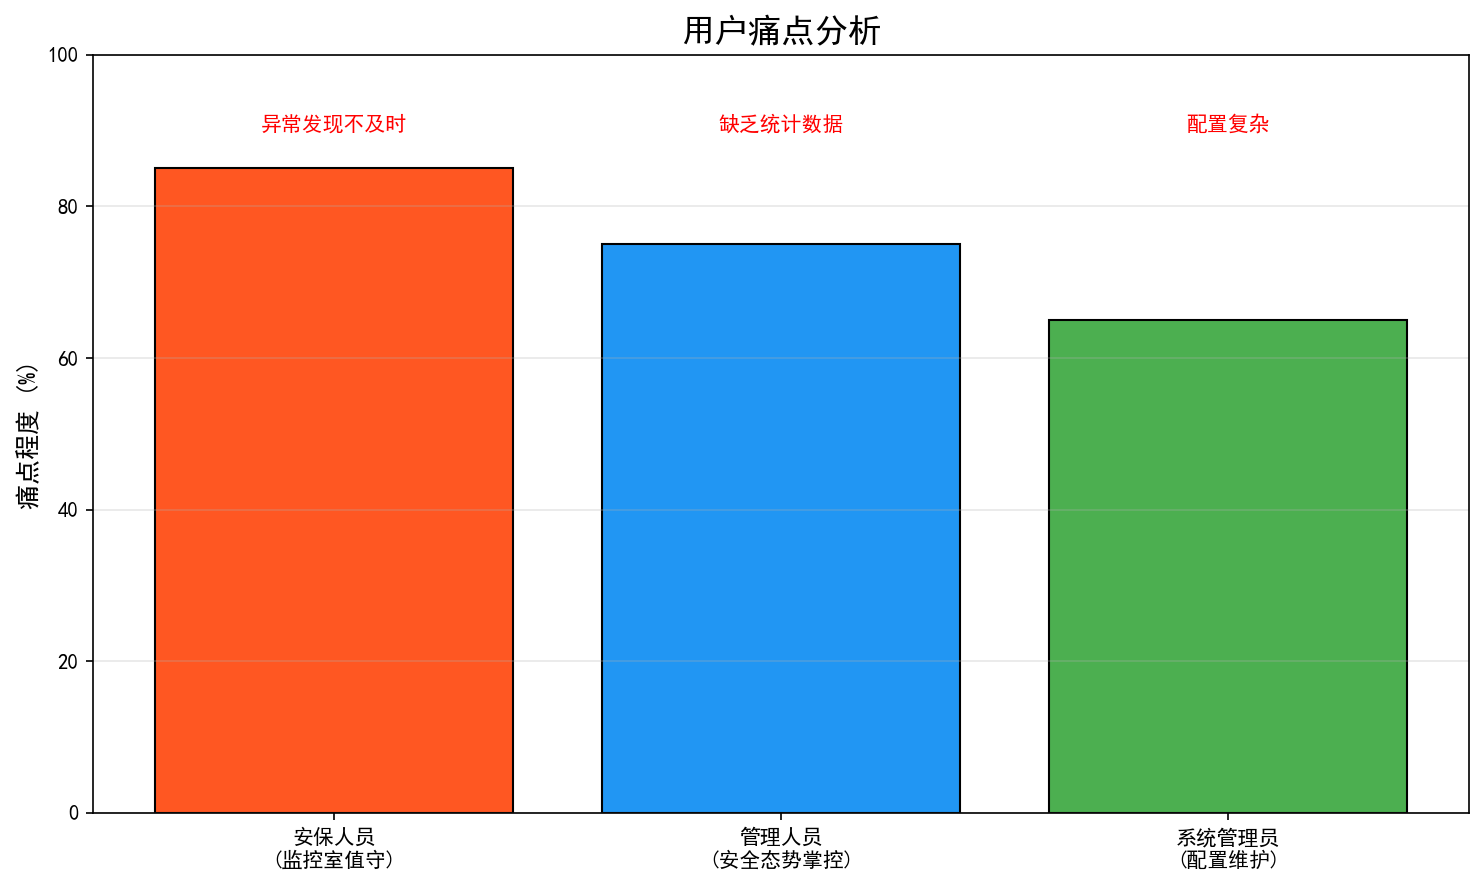 用户痛点分析
痛点程度 (%)
100
80
60
40
20
0
异常发现不及时
缺乏统计数据
配置复杂
安保人员
(监控室值守)
管理人员
(安全态势掌控)
系统管理员
(配置维护)